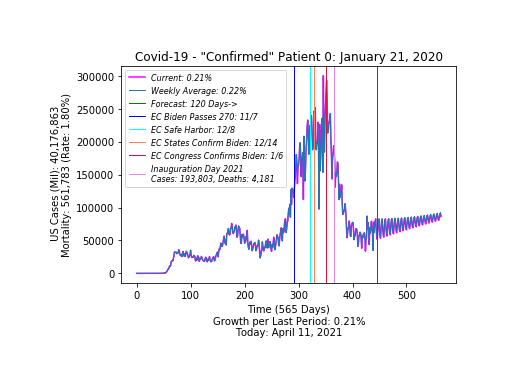 Covid-19 - "Confirmed" Patient 0: January 21, 2020
US Cases (Mil): 40,176,863
Mortality: 561,783 (Rate: 1.80%)
300000
250000
200000
150000
100000
50000
0
Current: 0.21%
Weekly Average: 0.22%
Forecast: 120 Days->
EC Biden Passes 270: 11/7
EC Safe Harbor: 12/8
EC States Confirm Biden: 12/14
EC Congress Confirms Biden: 1/6
Inauguration Day 2021
Cases: 193,803, Deaths: 4,181
0 100 200 300 400 500
Time (565 Days)
Growth per Last Period: 0.21%
Today: April 11, 2021